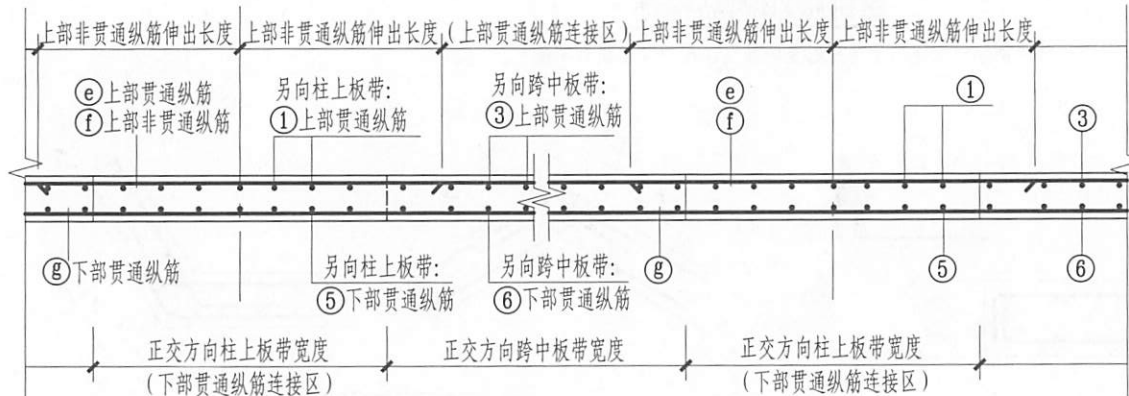 上部非贯通纵筋伸出长度 上部非贯通纵筋伸出长度 (上部贯通纵筋连接区) 上部非贯通纵筋伸出长度 上部非贯通纵筋伸出长度
ⓔ上部贯通纵筋 另向柱上板带: 另向跨中板带: ⓔ ①
ⓕ上部非贯通纵筋 ①上部贯通纵筋 ③上部贯通纵筋 ⓕ ③
ⓖ下部贯通纵筋 另向柱上板带: 另向跨中板带: ⓖ ⑤ ⑥
⑤下部贯通纵筋 ⑥下部贯通纵筋
正交方向柱上板带宽度 正交方向跨中板带宽度 正交方向柱上板带宽度
(下部贯通纵筋连接区) (下部贯通纵筋连接区)